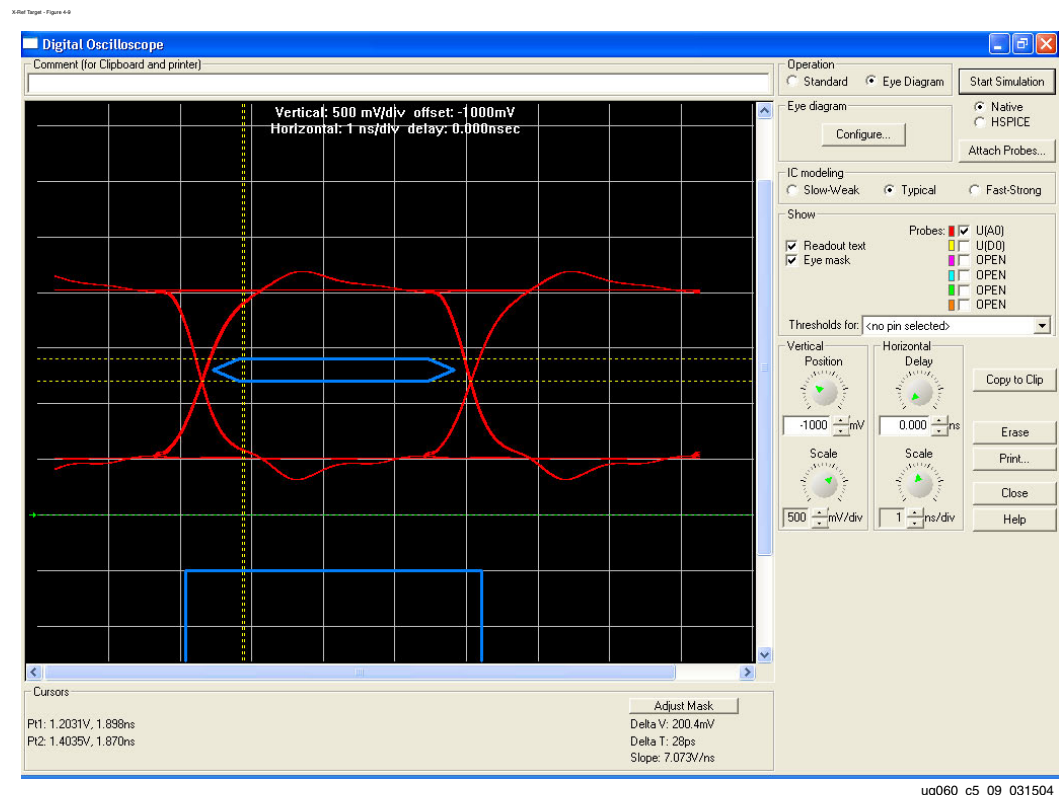 X-Ref Target - Figure 4-9
Digital Oscilloscope
Comment (for Clipboard and printer)
Vertical: 500 mV/div offset: -1000mV
Horizontal: 1 ns/div delay: 0.000nsec
Operation
Standard Eye Diagram
Start Simulation
Eye diagram
Configure...
Native
HSPICE
Attach Probes...
IC modeling
Slow-Weak Typical Fast-Strong
Show
Probes: U(A0)
Readout text U(D0)
Eye mask OPEN
OPEN
OPEN
OPEN
Thresholds for: <no pin selected>
Vertical Horizontal
Position Delay
Copy to Clip
-1000 mV 0.000 ns
Erase
Scale Scale
Print...
Close
500 mV/div 1 ns/div
Help
Cursors
Adjust Mask
Pt1: 1.2031V, 1.898ns Delta V: 200.4mV
Pt2: 1.4035V, 1.870ns Delta T: 28ps
Slope: 7.073V/ns
ug060_c5_09_031504